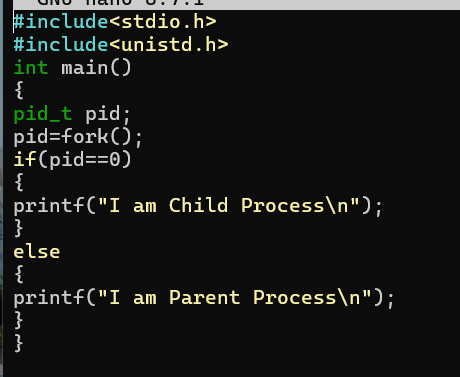 GNU nano 8.7.1
#include<stdio.h>
#include<unistd.h>
int main()
{
pid_t pid;
pid=fork();
if(pid==0)
{
printf("I am Child Process\n");
}
else
{
printf("I am Parent Process\n");
}
}